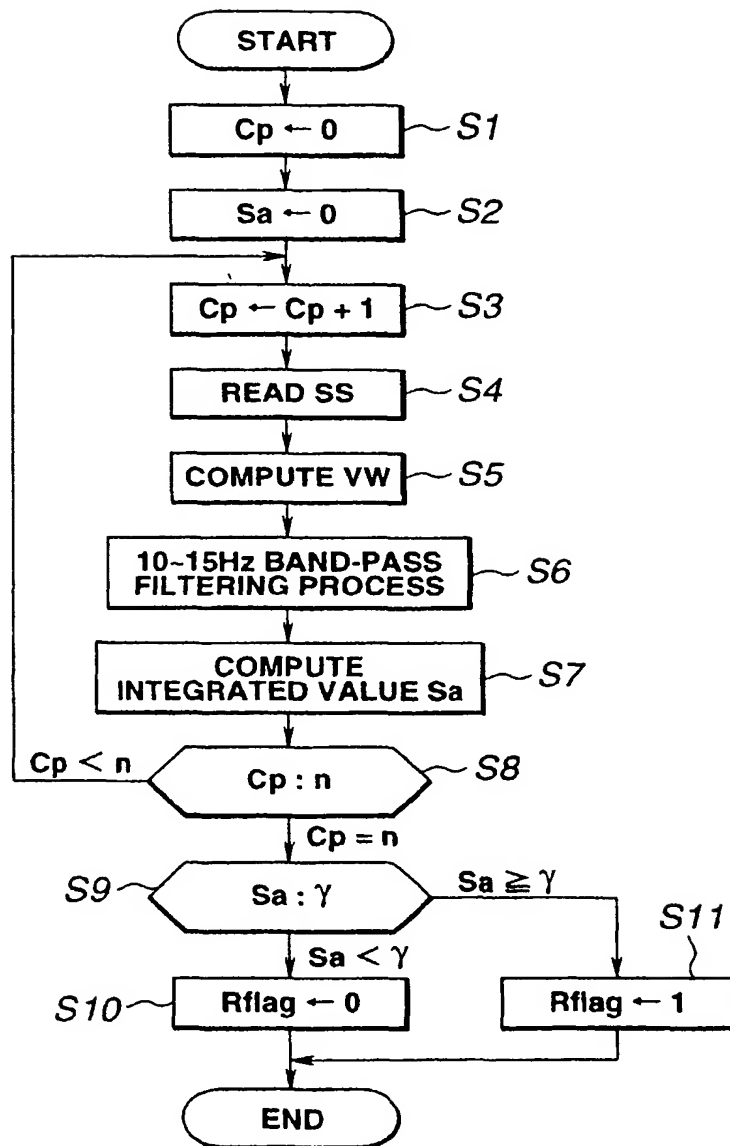 START
Cp ← 0
S1
Sa ← 0
S2
Cp ← Cp + 1
S3
READ SS
S4
COMPUTE VW
S5
10~15Hz BAND-PASS
FILTERING PROCESS
S6
COMPUTE
INTEGRATED VALUE Sa
S7
Cp < n
Cp : n
S8
Cp = n
S9
Sa : γ
Sa ≧ γ
S11
Sa < γ
S10
Rflag ← 0
Rflag ← 1
END